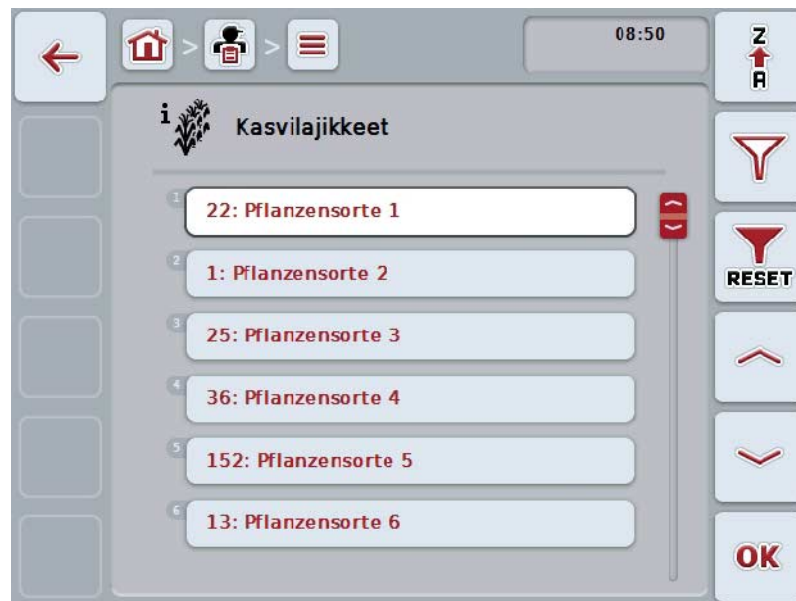 08:50
Z
A
i
Kasvilajikkeet
1
22: Pflanzensorte 1
2
1: Pflanzensorte 2
RESET
3
25: Pflanzensorte 3
4
36: Pflanzensorte 4
5
152: Pflanzensorte 5
6
13: Pflanzensorte 6
OK